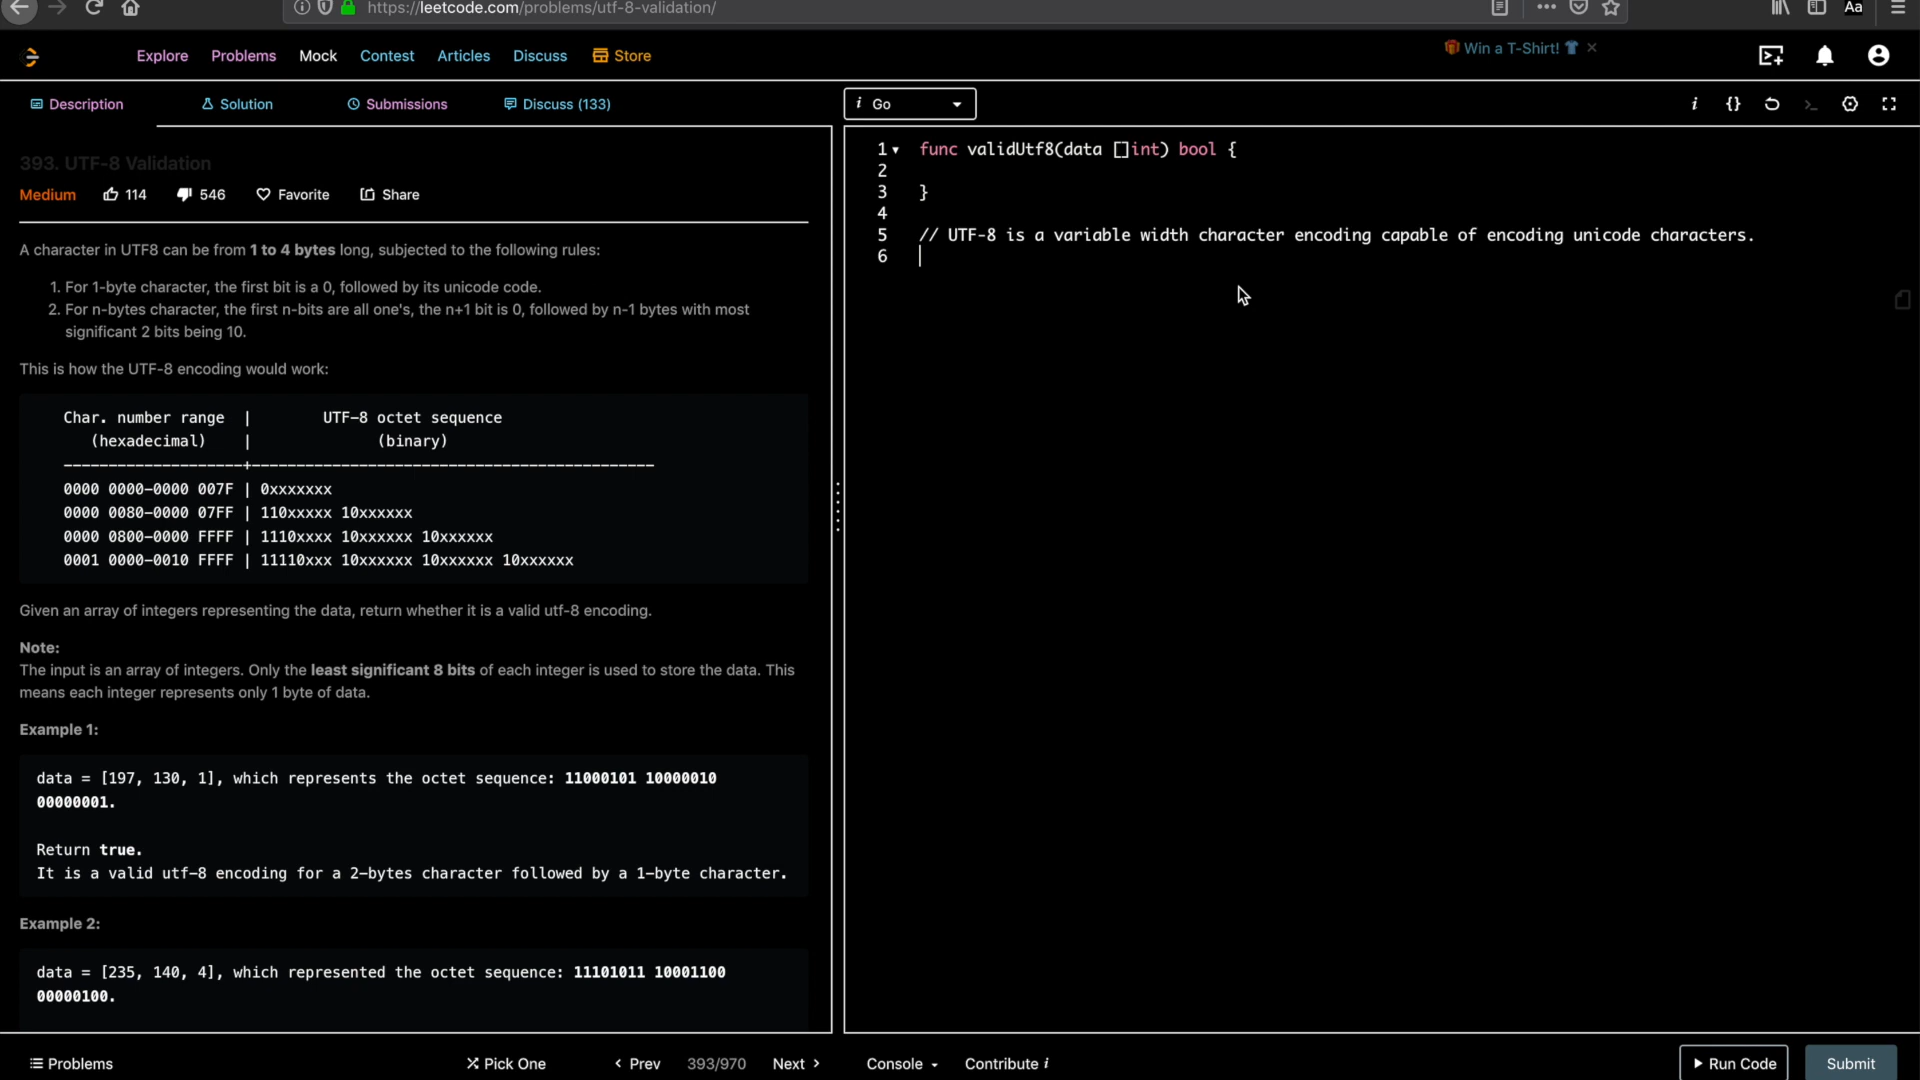 https://leetcode.com/problems/utf-8-validation/
Aa
Explore Problems Mock Contest Articles Discuss Store
Win a T-Shirt!
Description Solution Submissions Discuss (133)
i Go
i {}
393. UTF-8 Validation
Medium 114 546 Favorite Share
A character in UTF8 can be from 1 to 4 bytes long, subjected to the following rules:
1. For 1-byte character, the first bit is a 0, followed by its unicode code.
2. For n-bytes character, the first n-bits are all one's, the n+1 bit is 0, followed by n-1 bytes with most
significant 2 bits being 10.
This is how the UTF-8 encoding would work:
Char. number range | UTF-8 octet sequence
(hexadecimal) | (binary)
--------------------+---------------------------------------------
0000 0000-0000 007F | 0xxxxxxx
0000 0080-0000 07FF | 110xxxxx 10xxxxxx
0000 0800-0000 FFFF | 1110xxxx 10xxxxxx 10xxxxxx
0001 0000-0010 FFFF | 11110xxx 10xxxxxx 10xxxxxx 10xxxxxx
Given an array of integers representing the data, return whether it is a valid utf-8 encoding.
Note:
The input is an array of integers. Only the least significant 8 bits of each integer is used to store the data. This
means each integer represents only 1 byte of data.
Example 1:
data = [197, 130, 1], which represents the octet sequence: 11000101 10000010
00000001.
Return true.
It is a valid utf-8 encoding for a 2-bytes character followed by a 1-byte character.
Example 2:
data = [235, 140, 4], which represented the octet sequence: 11101011 10001100
00000100.
1 func validUtf8(data []int) bool {
2
3 }
4
5 // UTF-8 is a variable width character encoding capable of encoding unicode characters.
6
Problems Pick One Prev 393/970 Next Console Contribute i Run Code Submit